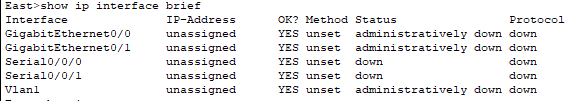 East>show ip interface brief
Interface IP-Address OK? Method Status Protocol
GigabitEthernet0/0 unassigned YES unset administratively down down
GigabitEthernet0/1 unassigned YES unset administratively down down
Serial0/0/0 unassigned YES unset down down
Serial0/0/1 unassigned YES unset down down
Vlan1 unassigned YES unset administratively down down